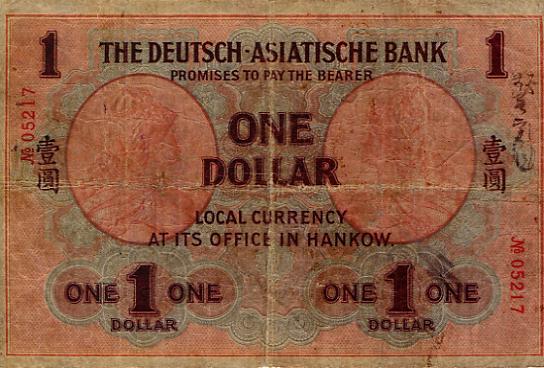 1 THE DEUTSCH-ASIATISCHE BANK 1
PROMISES TO PAY THE BEARER
№ 05217
壹圓
ONE
DOLLAR
壹圓
LOCAL CURRENCY
AT ITS OFFICE IN HANKOW.
№ 05217
ONE 1 ONE
DOLLAR
ONE 1 ONE
DOLLAR